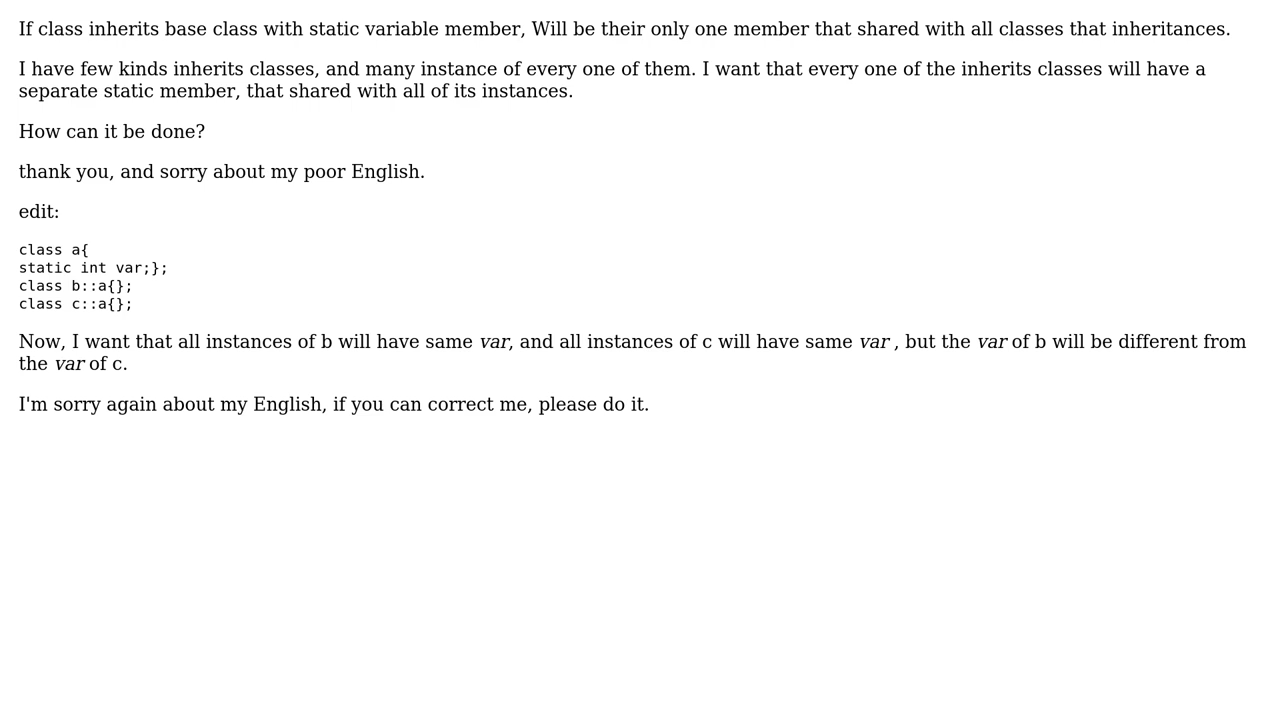 If class inherits base class with static variable member, Will be their only one member that shared with all classes that inheritances.
I have few kinds inherits classes, and many instance of every one of them. I want that every one of the inherits classes will have a
separate static member, that shared with all of its instances.
How can it be done?
thank you, and sorry about my poor English.
edit:
class a{
static int var;};
class b::a{};
class c::a{};
Now, I want that all instances of b will have same var, and all instances of c will have same var , but the var of b will be different from
the var of c.
I'm sorry again about my English, if you can correct me, please do it.